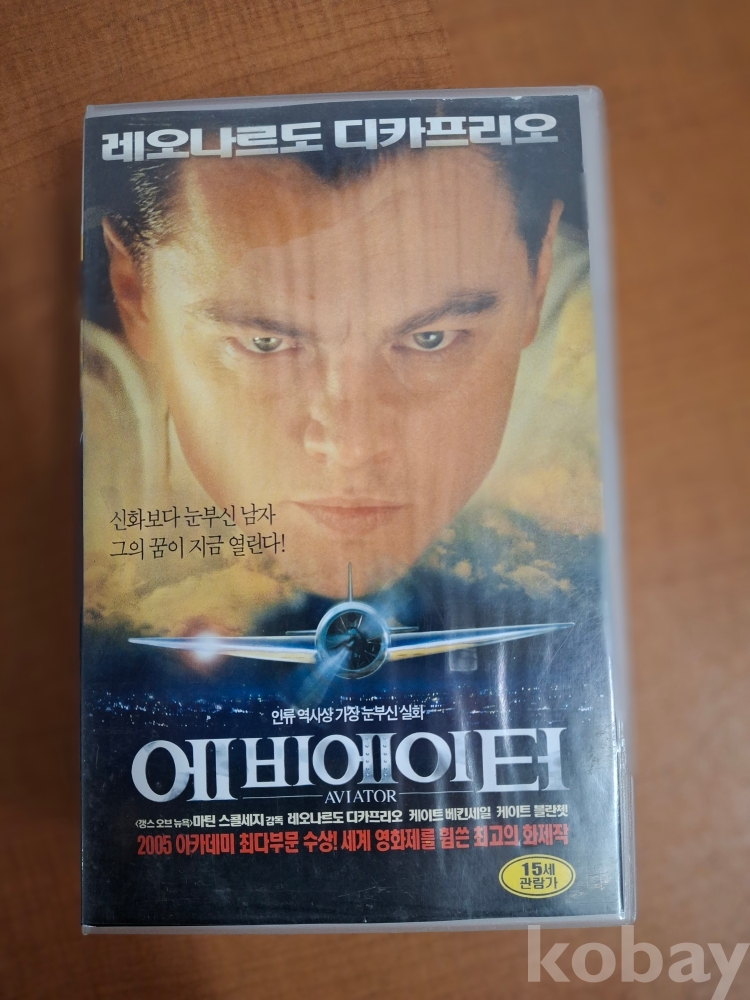 레오나르도 디카프리오
신화보다 눈부신 남자
그의 꿈이 지금 열린다!
인류 역사상 가장 눈부신 실화
에비에이터
AVIATOR
<갱스 오브 뉴욕>마틴 스콜세지 감독 레오나르도 디카프리오 케이트 베킨세일 케이트 블란쳇
2005 아카데미 최다부문 수상! 세계 영화제를 휩쓴 최고의 화제작
15세
관람가
kobay